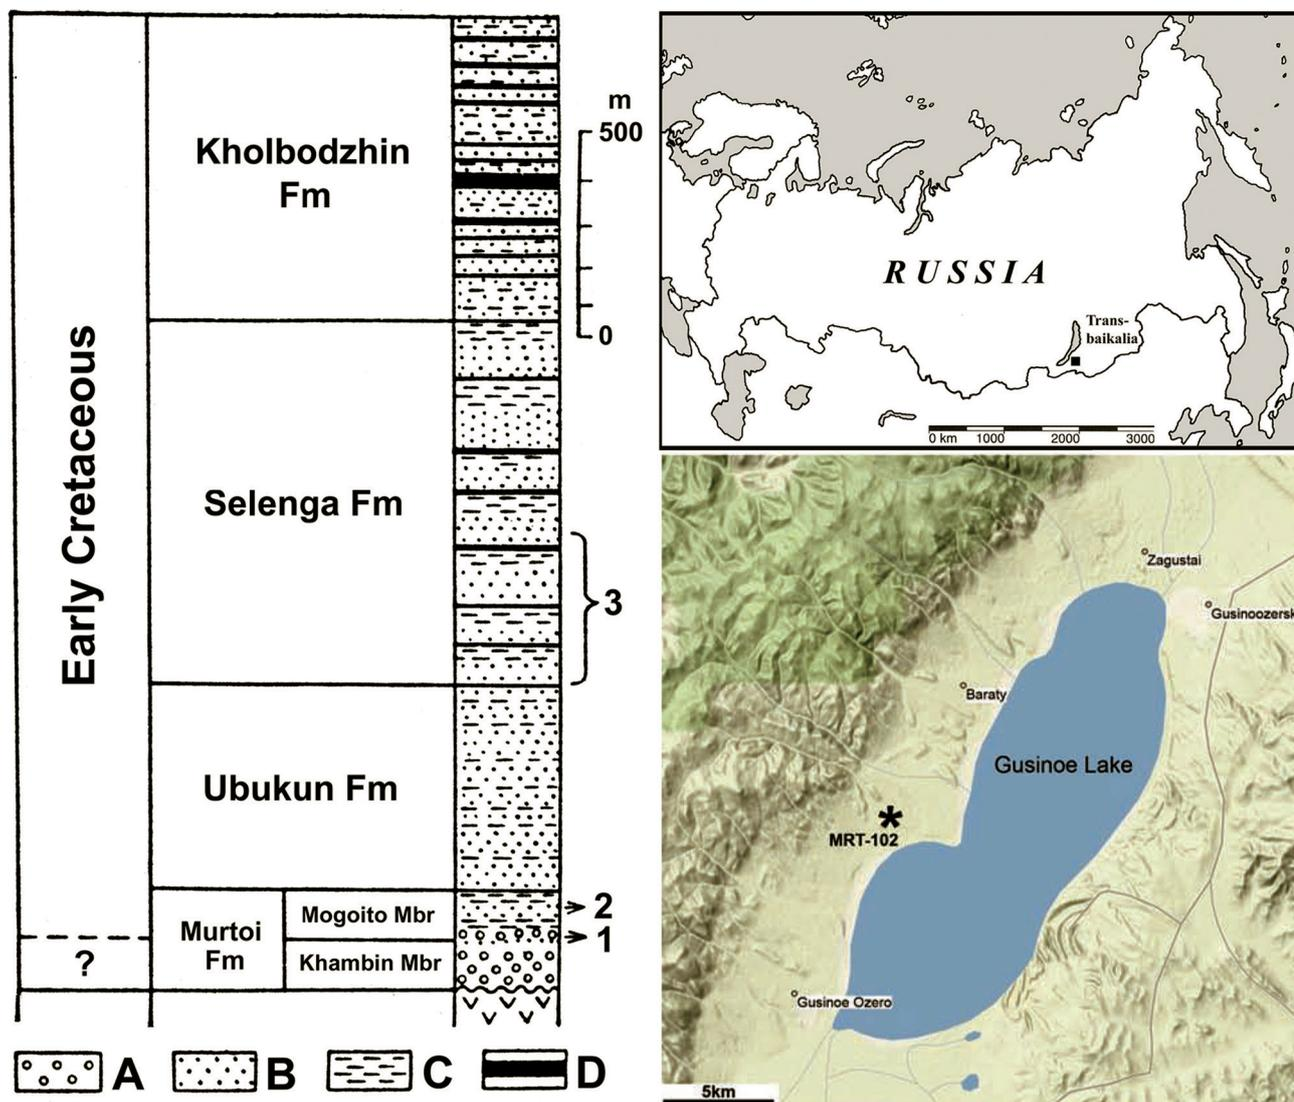 Early Cretaceous
?
Kholbodzhin
Fm
Selenga Fm
Ubukun Fm
Murtoi
Fm
Mogoito Mbr
Khambin Mbr
m
500
0
3
2
1
A
B
C
D
RUSSIA
Trans-
baikalia
0 km 1000 2000 3000
Zagustai
Gusinoozersk
Baraty
Gusinoe Lake
*
MRT-102
Gusinoe Ozero
5km